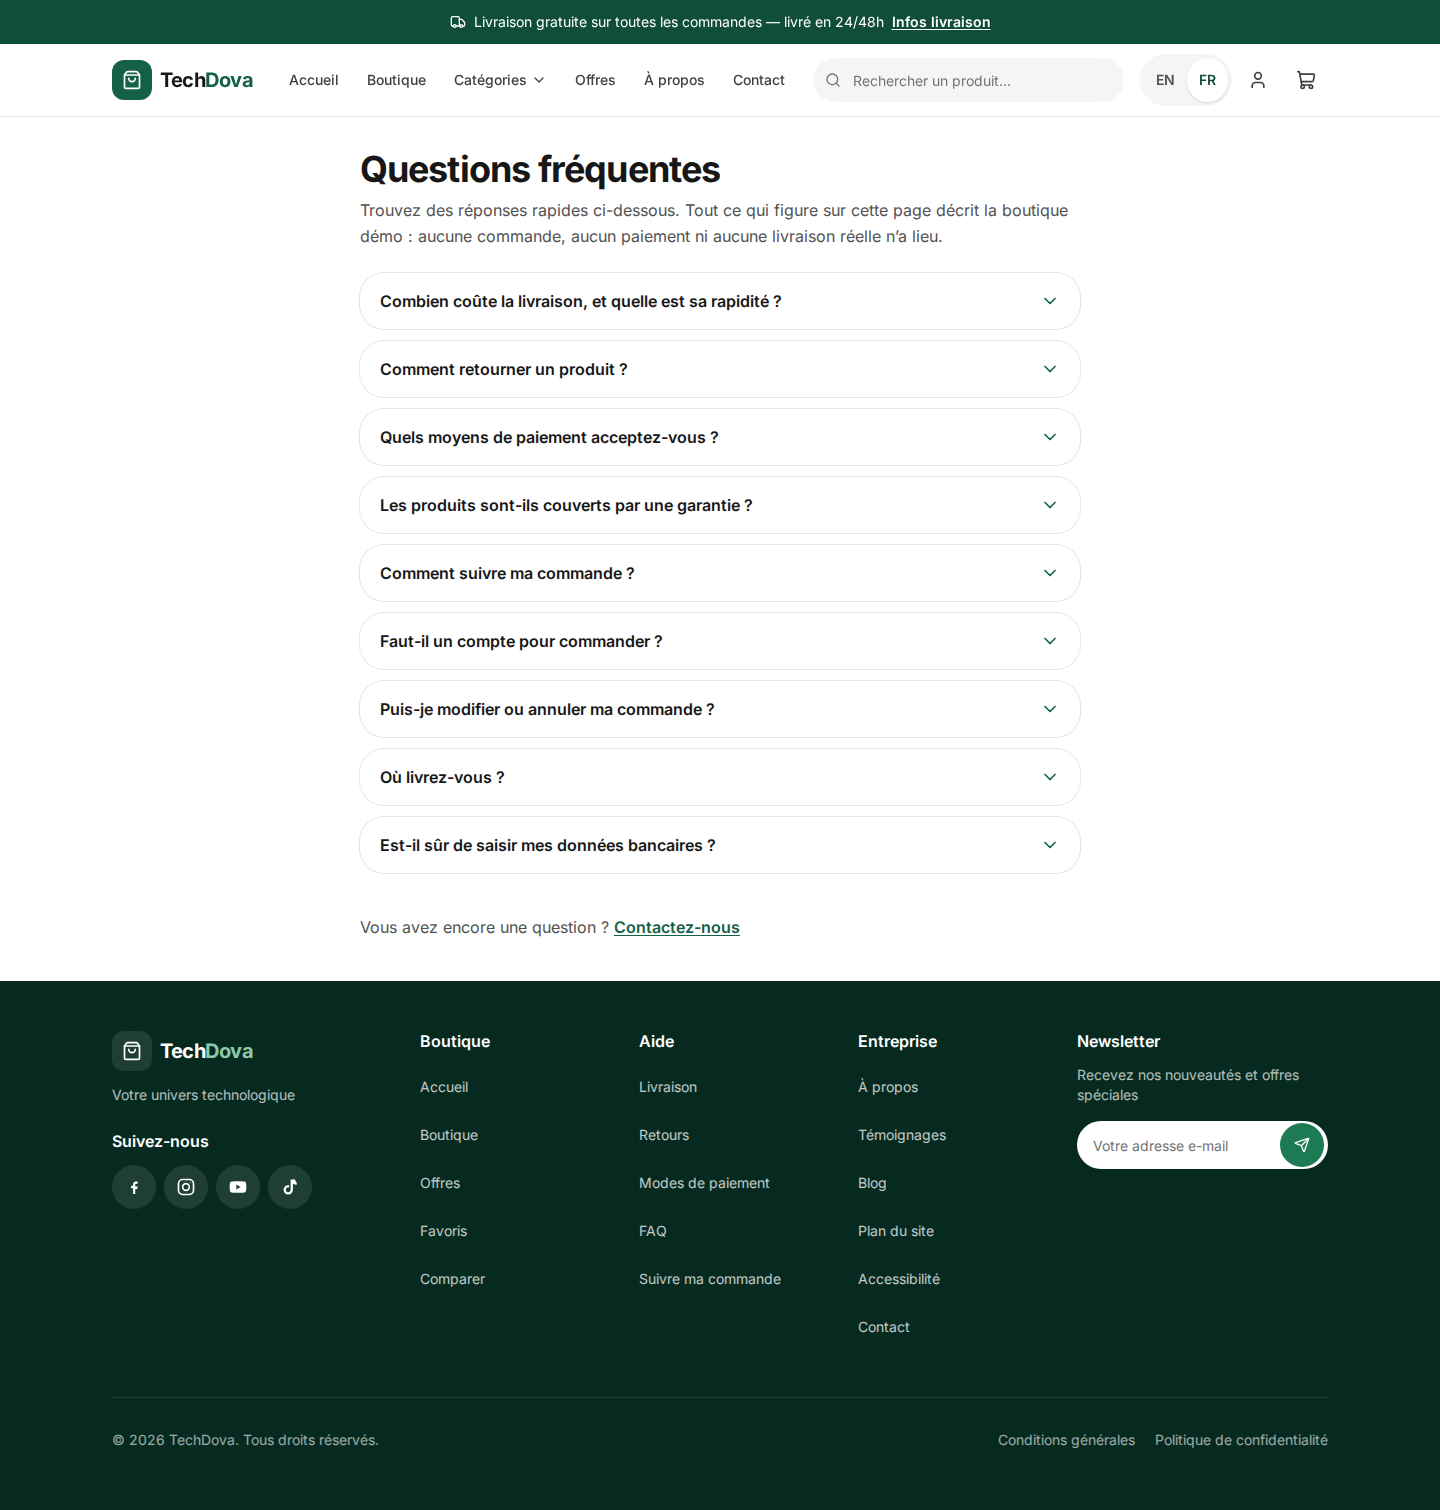 Livraison gratuite sur toutes les commandes — livré en 24/48h Infos livraison
TechDova Accueil Boutique Catégories Offres À propos Contact Rechercher un produit... EN FR
Questions fréquentes
Trouvez des réponses rapides ci-dessous. Tout ce qui figure sur cette page décrit la boutique
démo : aucune commande, aucun paiement ni aucune livraison réelle n’a lieu.
Combien coûte la livraison, et quelle est sa rapidité ?
Comment retourner un produit ?
Quels moyens de paiement acceptez-vous ?
Les produits sont-ils couverts par une garantie ?
Comment suivre ma commande ?
Faut-il un compte pour commander ?
Puis-je modifier ou annuler ma commande ?
Où livrez-vous ?
Est-il sûr de saisir mes données bancaires ?
Vous avez encore une question ? Contactez-nous
TechDova
Votre univers technologique
Suivez-nous
Boutique
Accueil
Boutique
Offres
Favoris
Comparer
Aide
Livraison
Retours
Modes de paiement
FAQ
Suivre ma commande
Entreprise
À propos
Témoignages
Blog
Plan du site
Accessibilité
Contact
Newsletter
Recevez nos nouveautés et offres
spéciales
Votre adresse e-mail
© 2026 TechDova. Tous droits réservés.
Conditions générales Politique de confidentialité